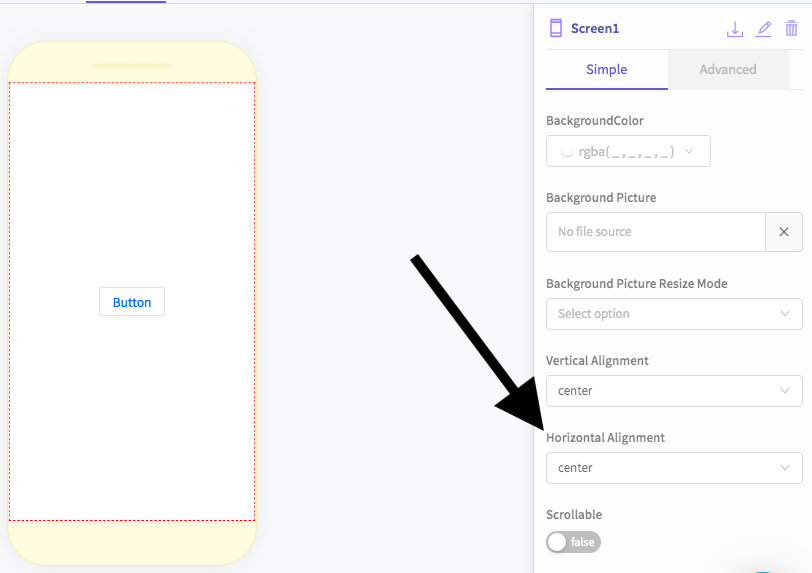 Screen1
Simple
Advanced
BackgroundColor
rgba( _ , _ , _ , _ )
Background Picture
No file source
Background Picture Resize Mode
Select option
Vertical Alignment
center
Horizontal Alignment
center
Scrollable
false
Button